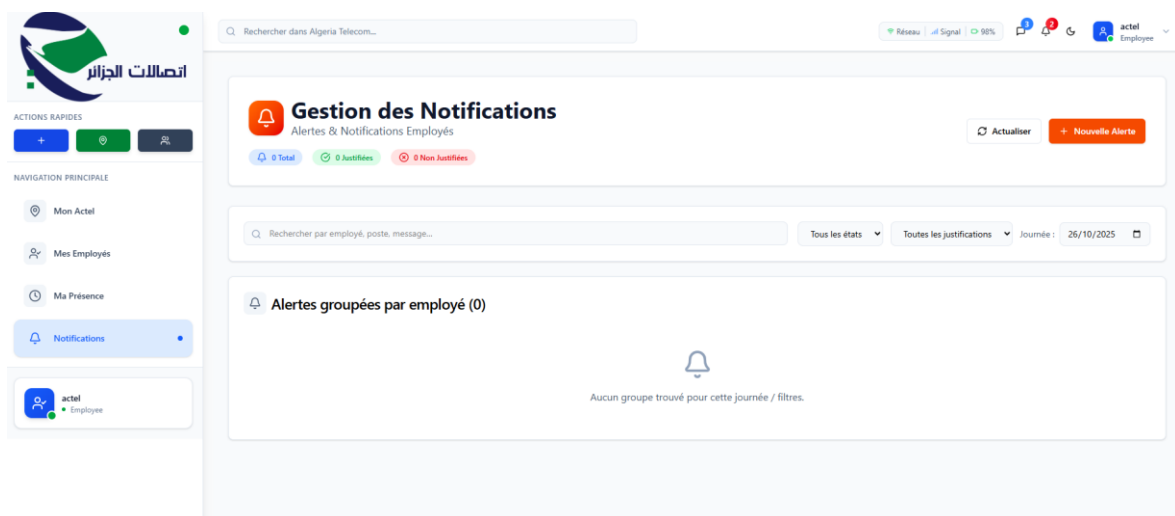 اتصالات الجزائر
ACTIONS RAPIDES
NAVIGATION PRINCIPALE
Mon Actel
Mes Employés
Ma Présence
Notifications
actel
Employee
Rechercher dans Algeria Telecom...
Réseau Signal 98% 3 2
actel
Employee
Gestion des Notifications
Alertes & Notifications Employés
0 Total 0 Justifiées 0 Non Justifiées
Actualiser + Nouvelle Alerte
Rechercher par employé, poste, message...
Tous les états Toutes les justifications Journée : 26/10/2025
Alertes groupées par employé (0)
Aucun groupe trouvé pour cette journée / filtres.